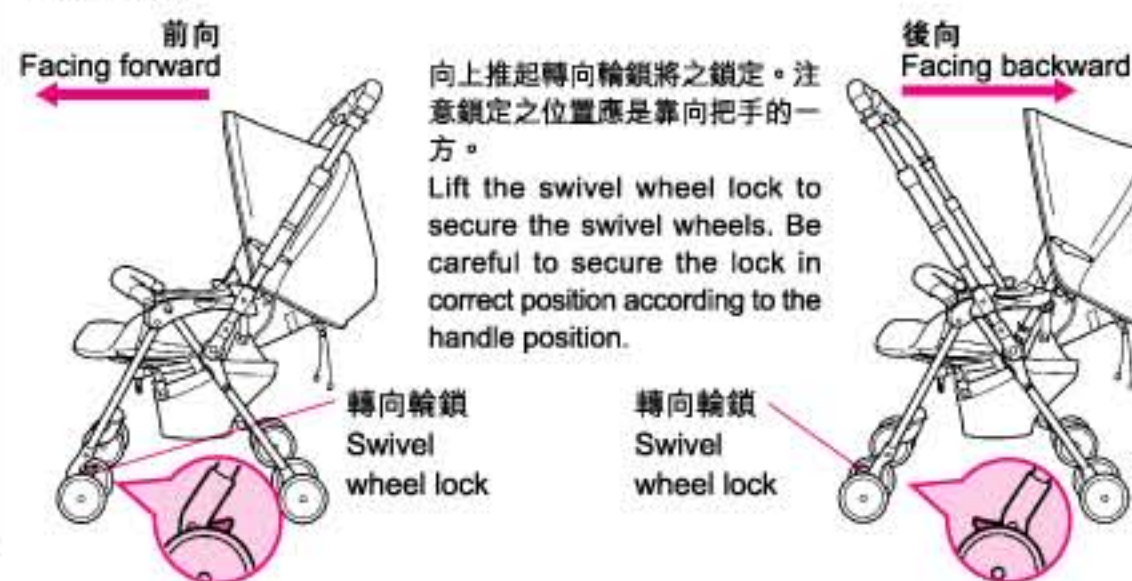 前向
Facing forward
向上推起轉向輪鎖將之鎖定。注
意鎖定之位置應是靠向把手的一
方。
Lift the swivel wheel lock to
secure the swivel wheels. Be
careful to secure the lock in
correct position according to the
handle position.
後向
Facing backward
轉向輪鎖
Swivel
wheel lock
轉向輪鎖
Swivel
wheel lock